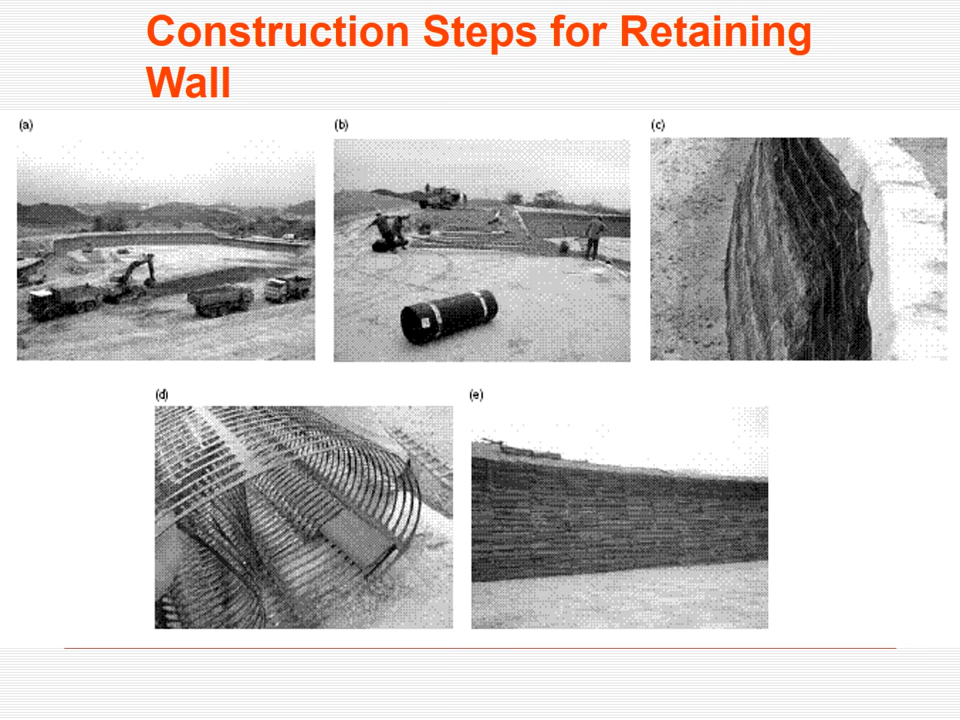 Construction Steps for Retaining
Wall
(a)
(b)
(c)
(d)
(e)